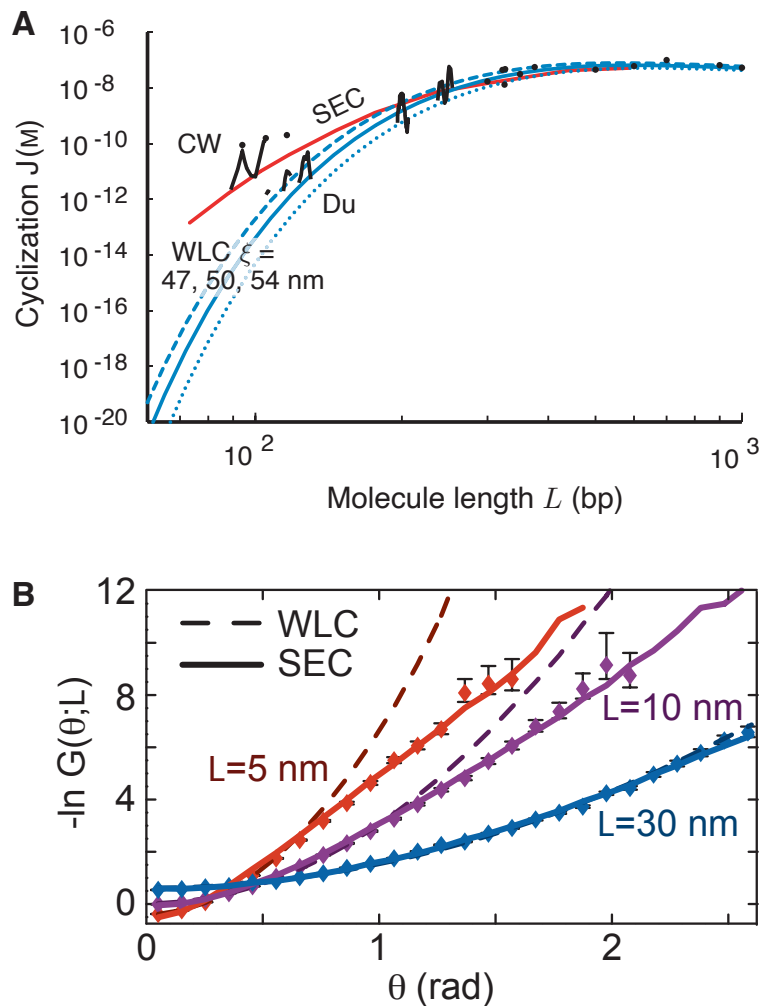 A
Cyclization J(M)
10-6
10-8
10-10
10-12
10-14
10-16
10-18
10-20
SEC
CW
Du
WLC ξ =
47, 50, 54 nm
10 2
10 3
Molecule length L (bp)
B
-ln G(θ;L)
12
8
4
0
WLC
SEC
L=5 nm
L=10 nm
L=30 nm
0 1 2
θ (rad)